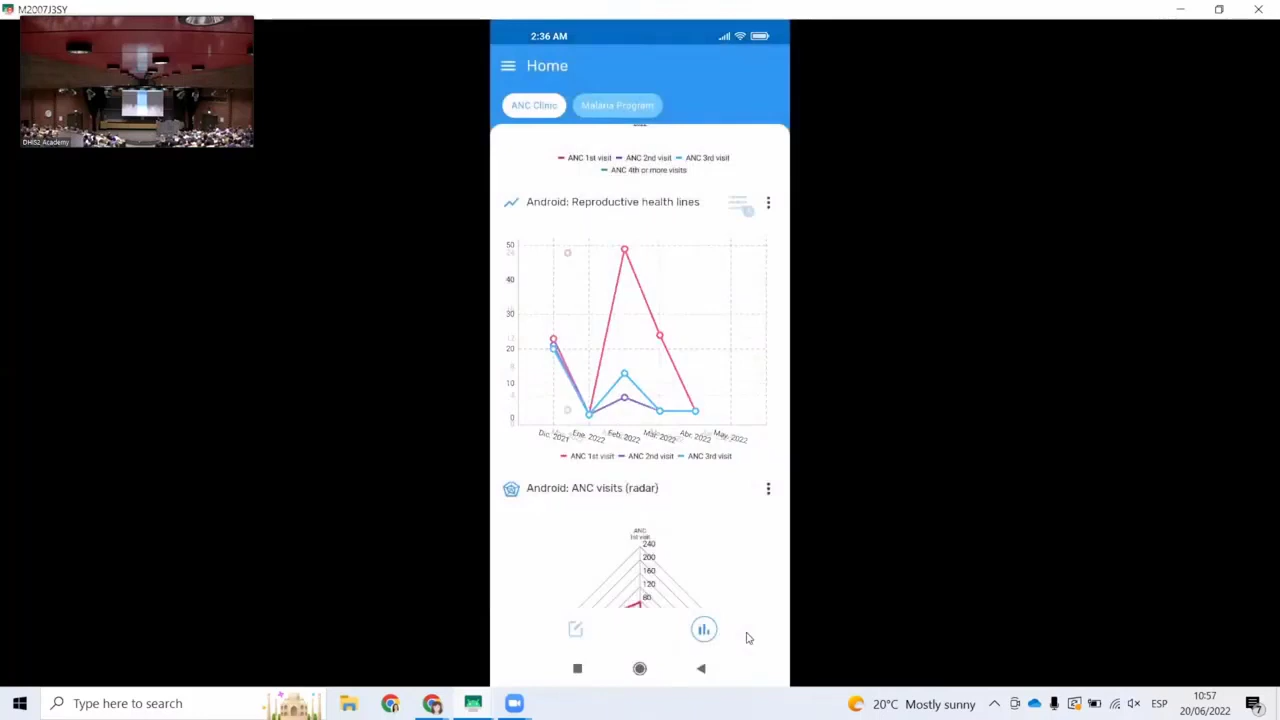 M2007J3SY
DHIS2 Academy
2:36 AM
Home
ANC Clinic
Malaria Program
ANC 1st visit
ANC 2nd visit
ANC 3rd visit
ANC 4th or more visits
Android: Reproductive health lines
50
40
30
20
10
0
Dic. 2021
Ene. 2022
Feb. 2022
Mar. 2022
Abr. 2022
May. 2022
ANC 1st visit
ANC 2nd visit
ANC 3rd visit
Android: ANC visits (radar)
ANC
1st visit
240
200
160
120
80
Type here to search
20°C Mostly sunny
ESP
10:57
20/06/2022
7